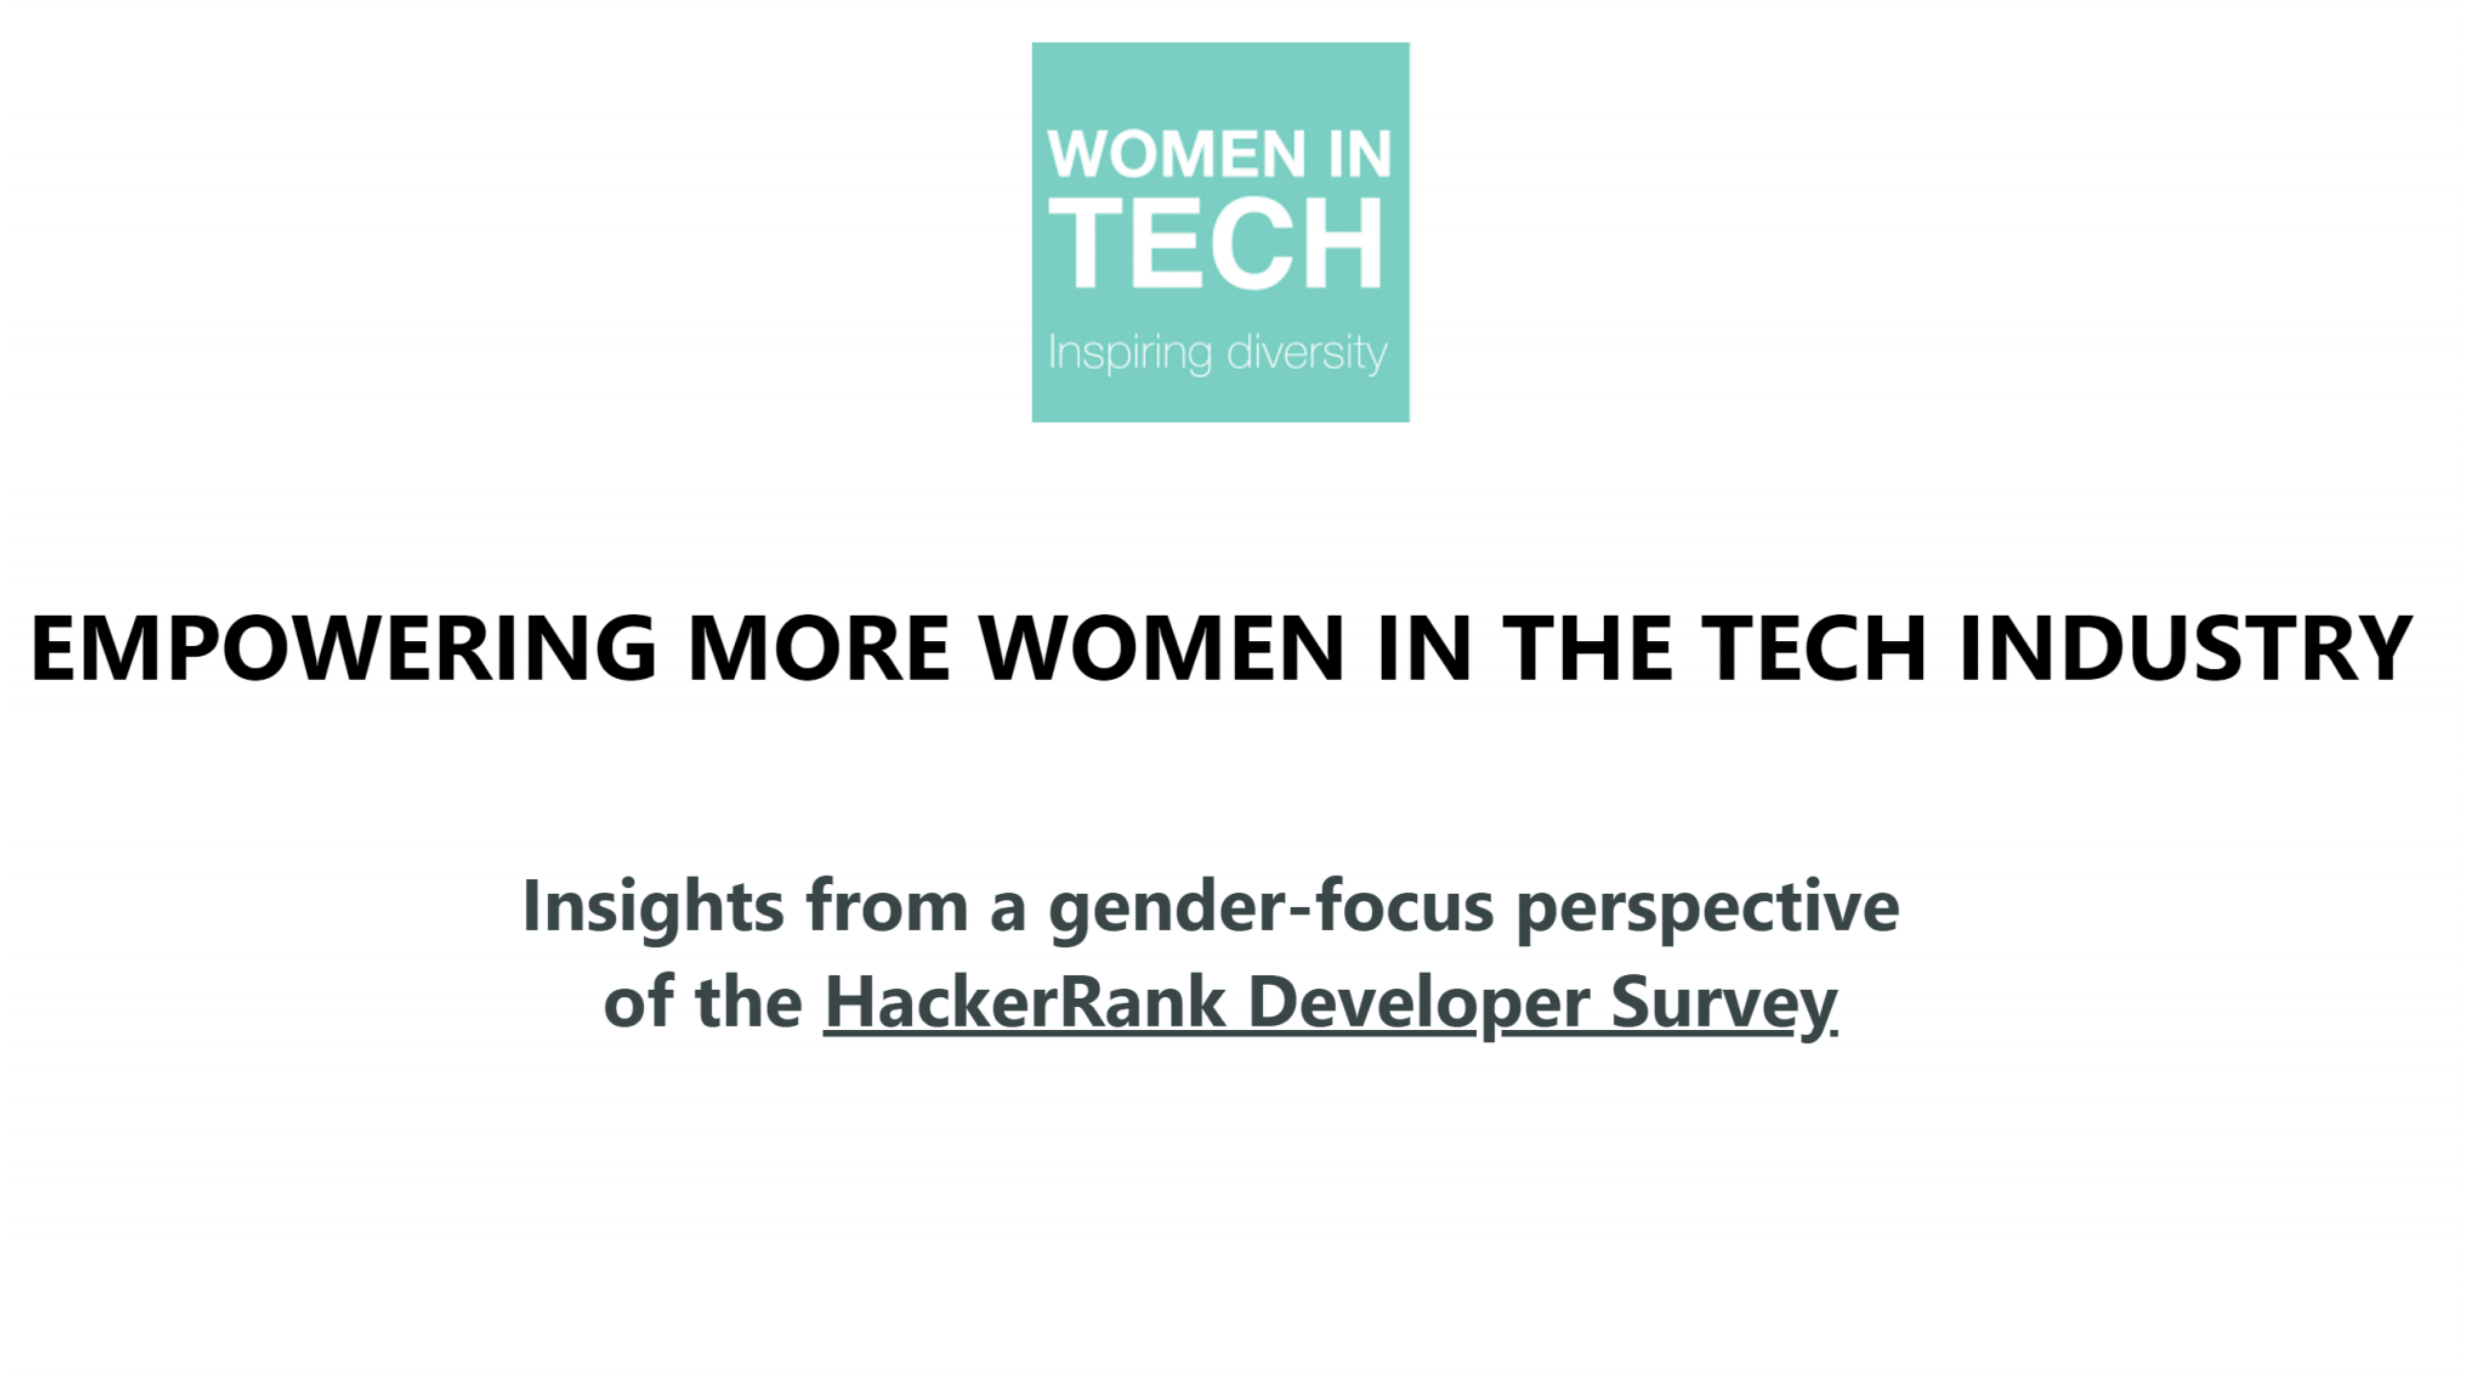 WOMEN IN
TECH
Inspiring diversity
EMPOWERING MORE WOMEN IN THE TECH INDUSTRY
Insights from a gender-focus perspective
of the HackerRank Developer Survey